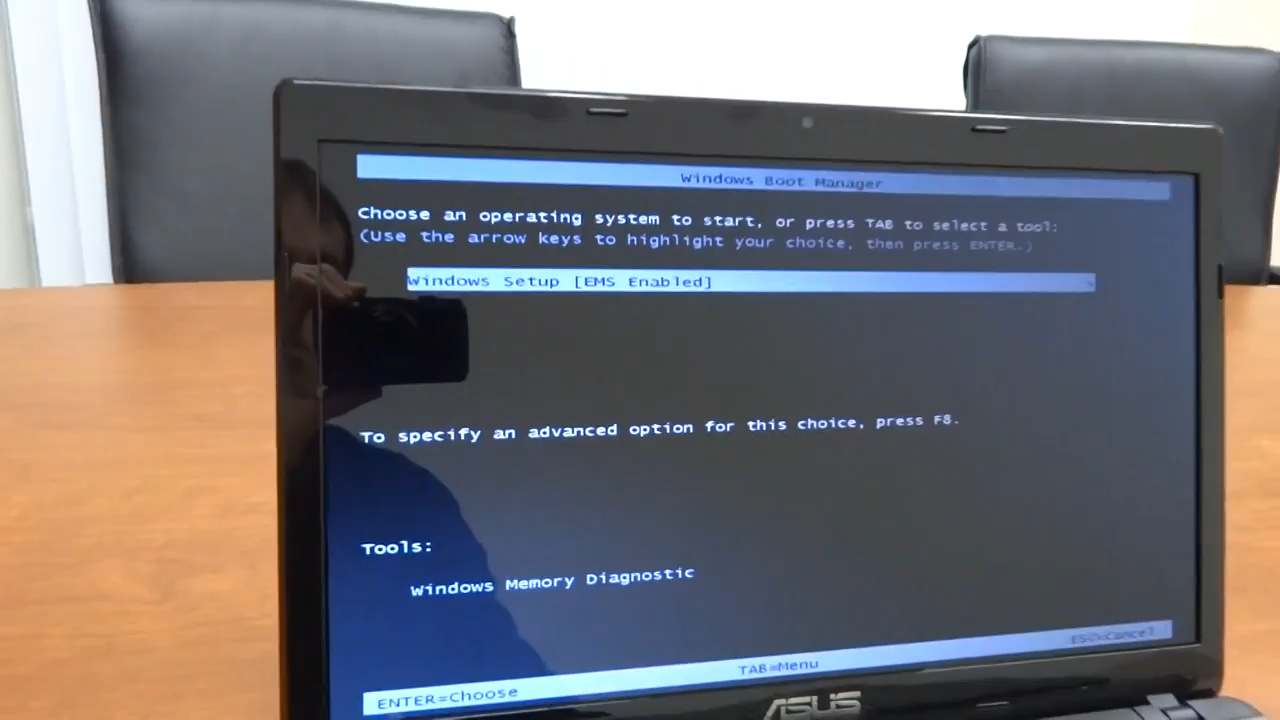 Windows Boot Manager
Choose an operating system to start, or press TAB to select a tool:
(Use the arrow keys to highlight your choice, then press ENTER.)
Windows Setup [EMS Enabled]
To specify an advanced option for this choice, press F8.
Tools:
Windows Memory Diagnostic
ENTER=Choose
TAB=Menu
ESC=Cancel
ASUS